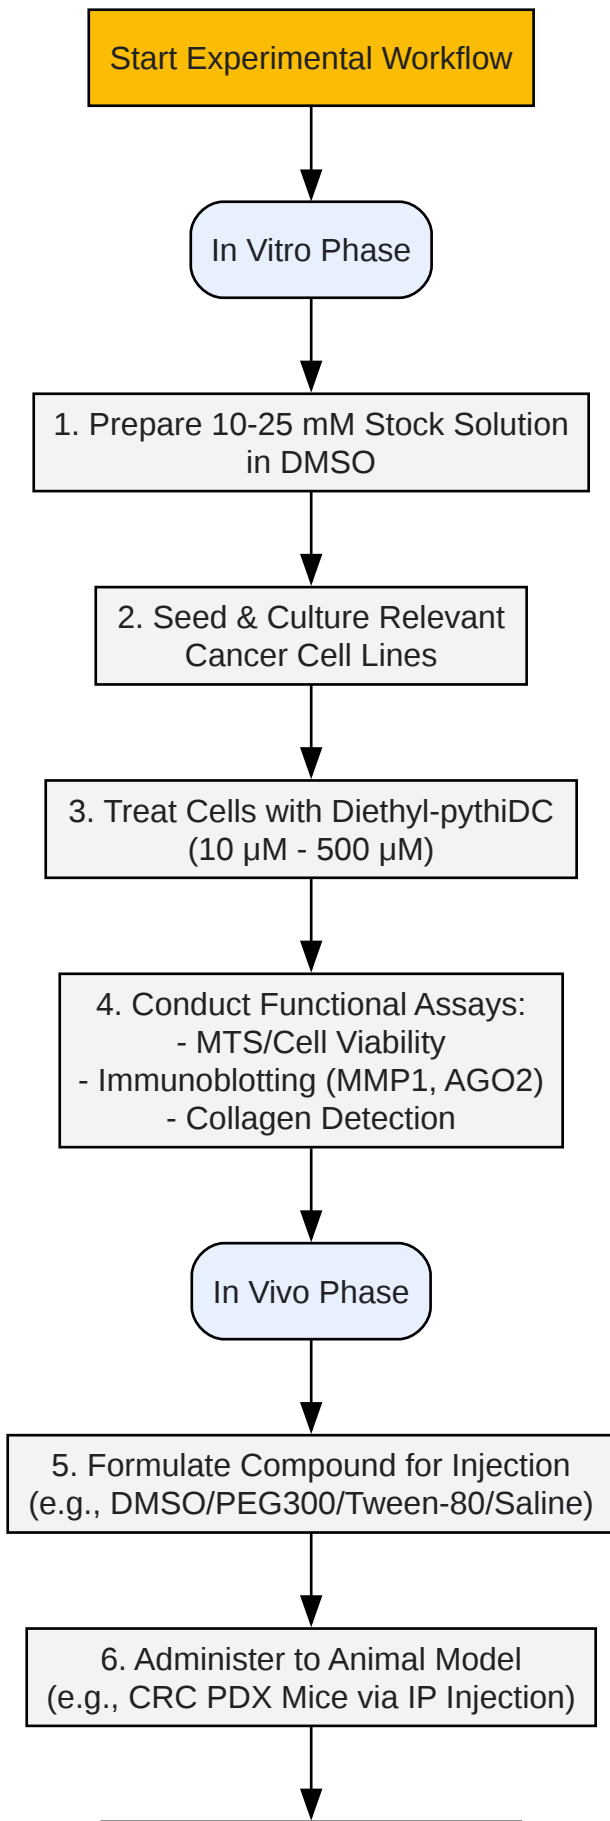 Start Experimental Workflow
In Vitro Phase
1. Prepare 10-25 mM Stock Solution
in DMSO
2. Seed & Culture Relevant
Cancer Cell Lines
3. Treat Cells with Diethyl-pythiDC
(10 μM - 500 μM)
4. Conduct Functional Assays:
- MTS/Cell Viability
- Immunoblotting (MMP1, AGO2)
- Collagen Detection
In Vivo Phase
5. Formulate Compound for Injection
(e.g., DMSO/PEG300/Tween-80/Saline)
6. Administer to Animal Model
(e.g., CRC PDX Mice via IP Injection)